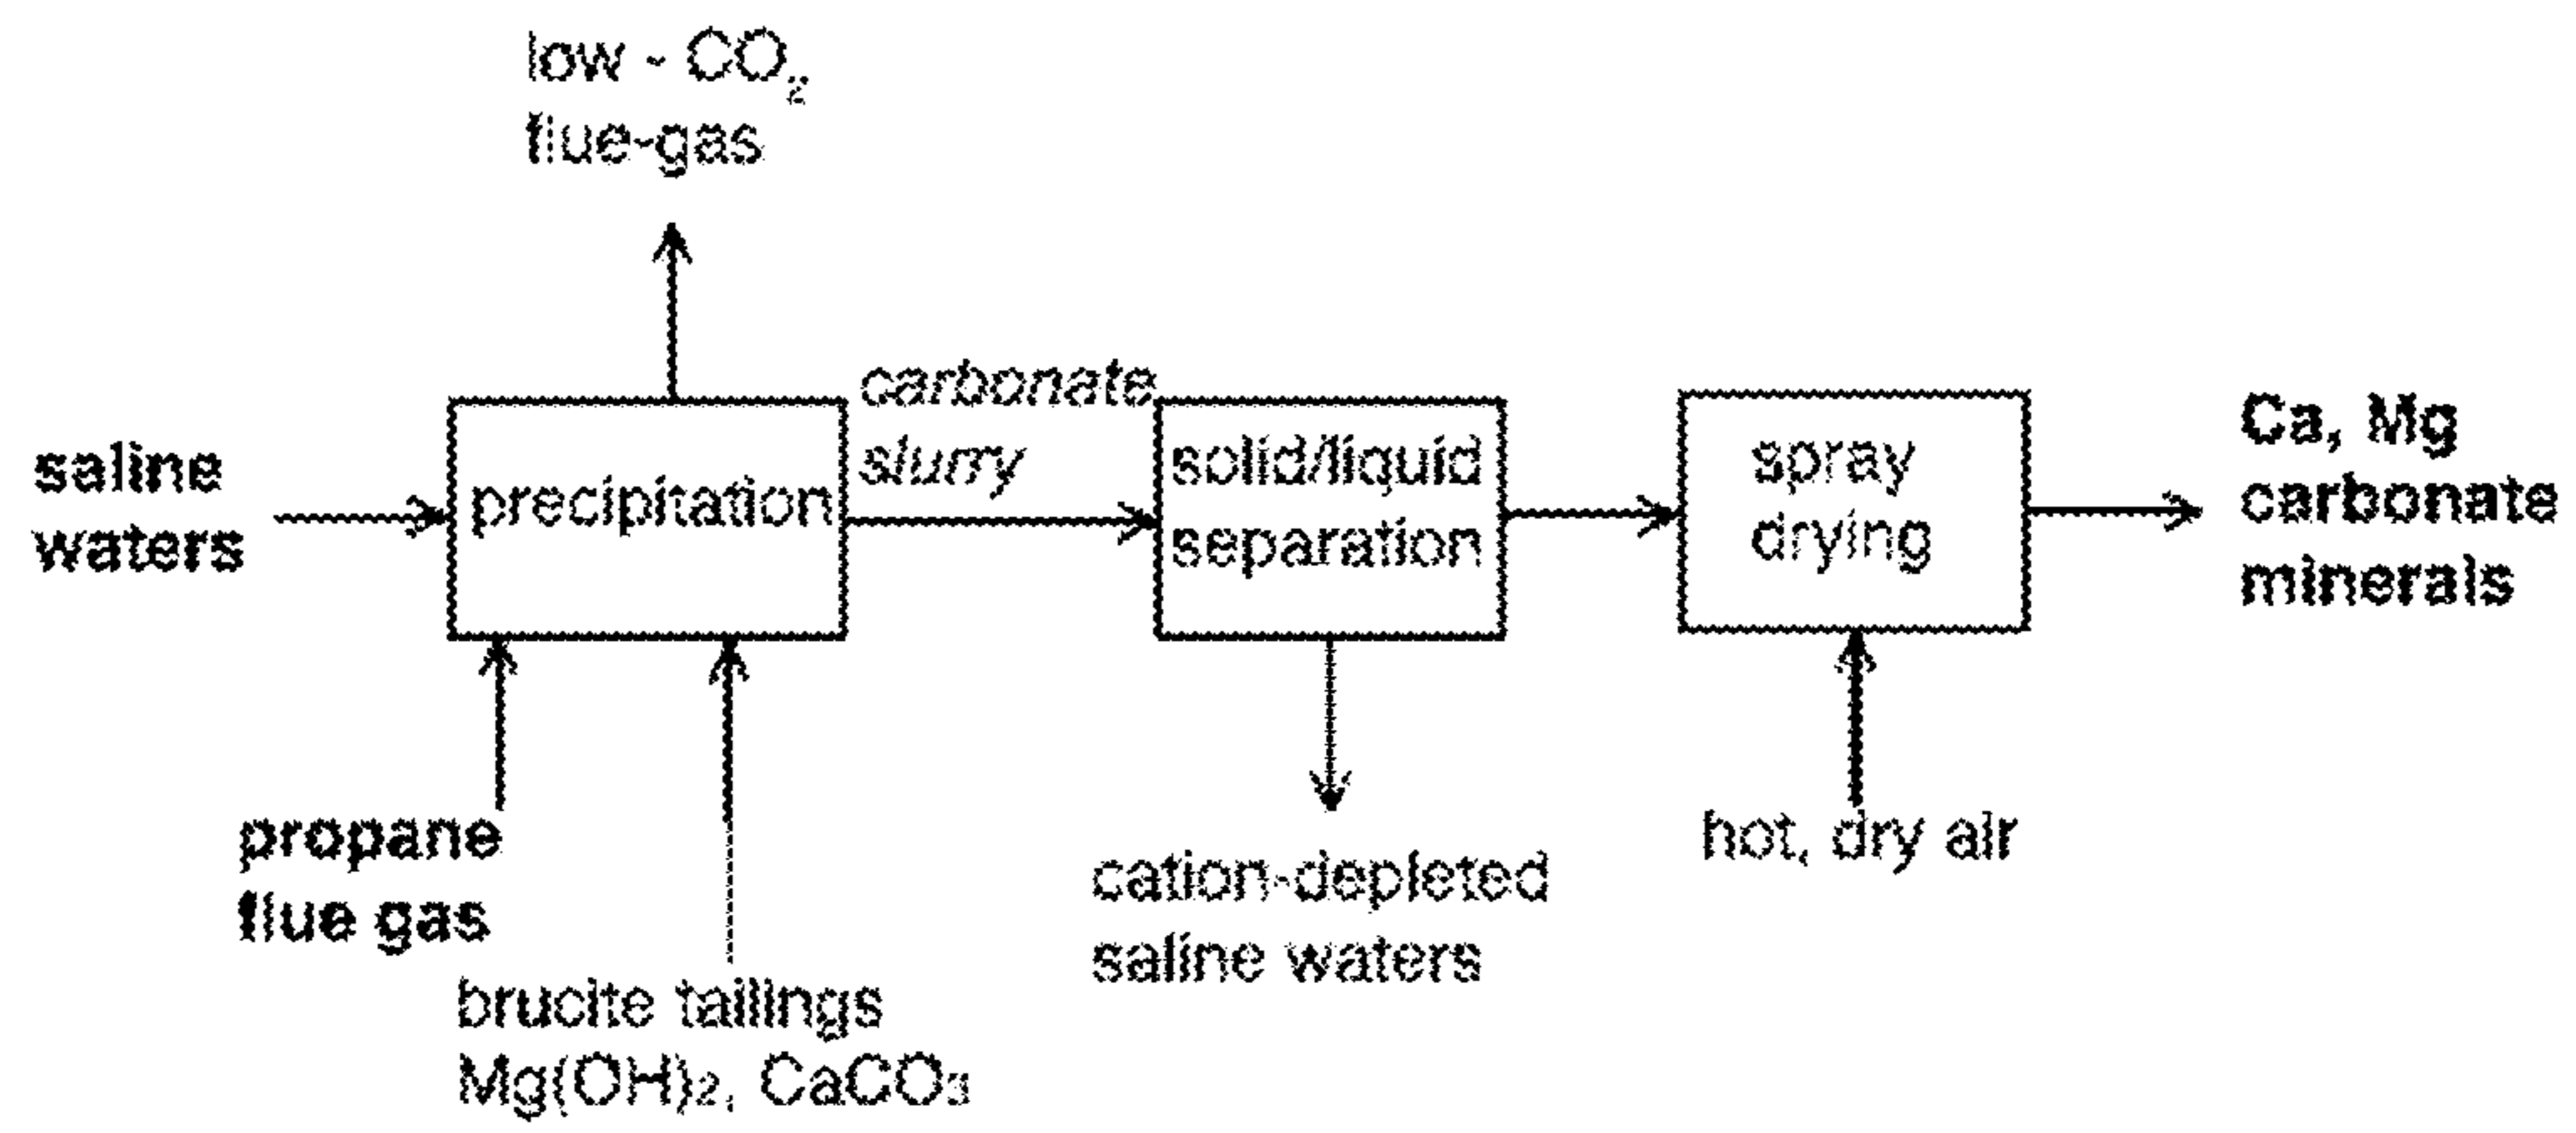 low - CO₂
flue-gas
saline
waters
precipitation
carbonate
slurry
solid/liquid
separation
spray
drying
Ca, Mg
carbonate
minerals
propane
flue gas
brucite tailings
Mg(OH)₂, CaCO₃
cation-depleted
saline waters
hot, dry air